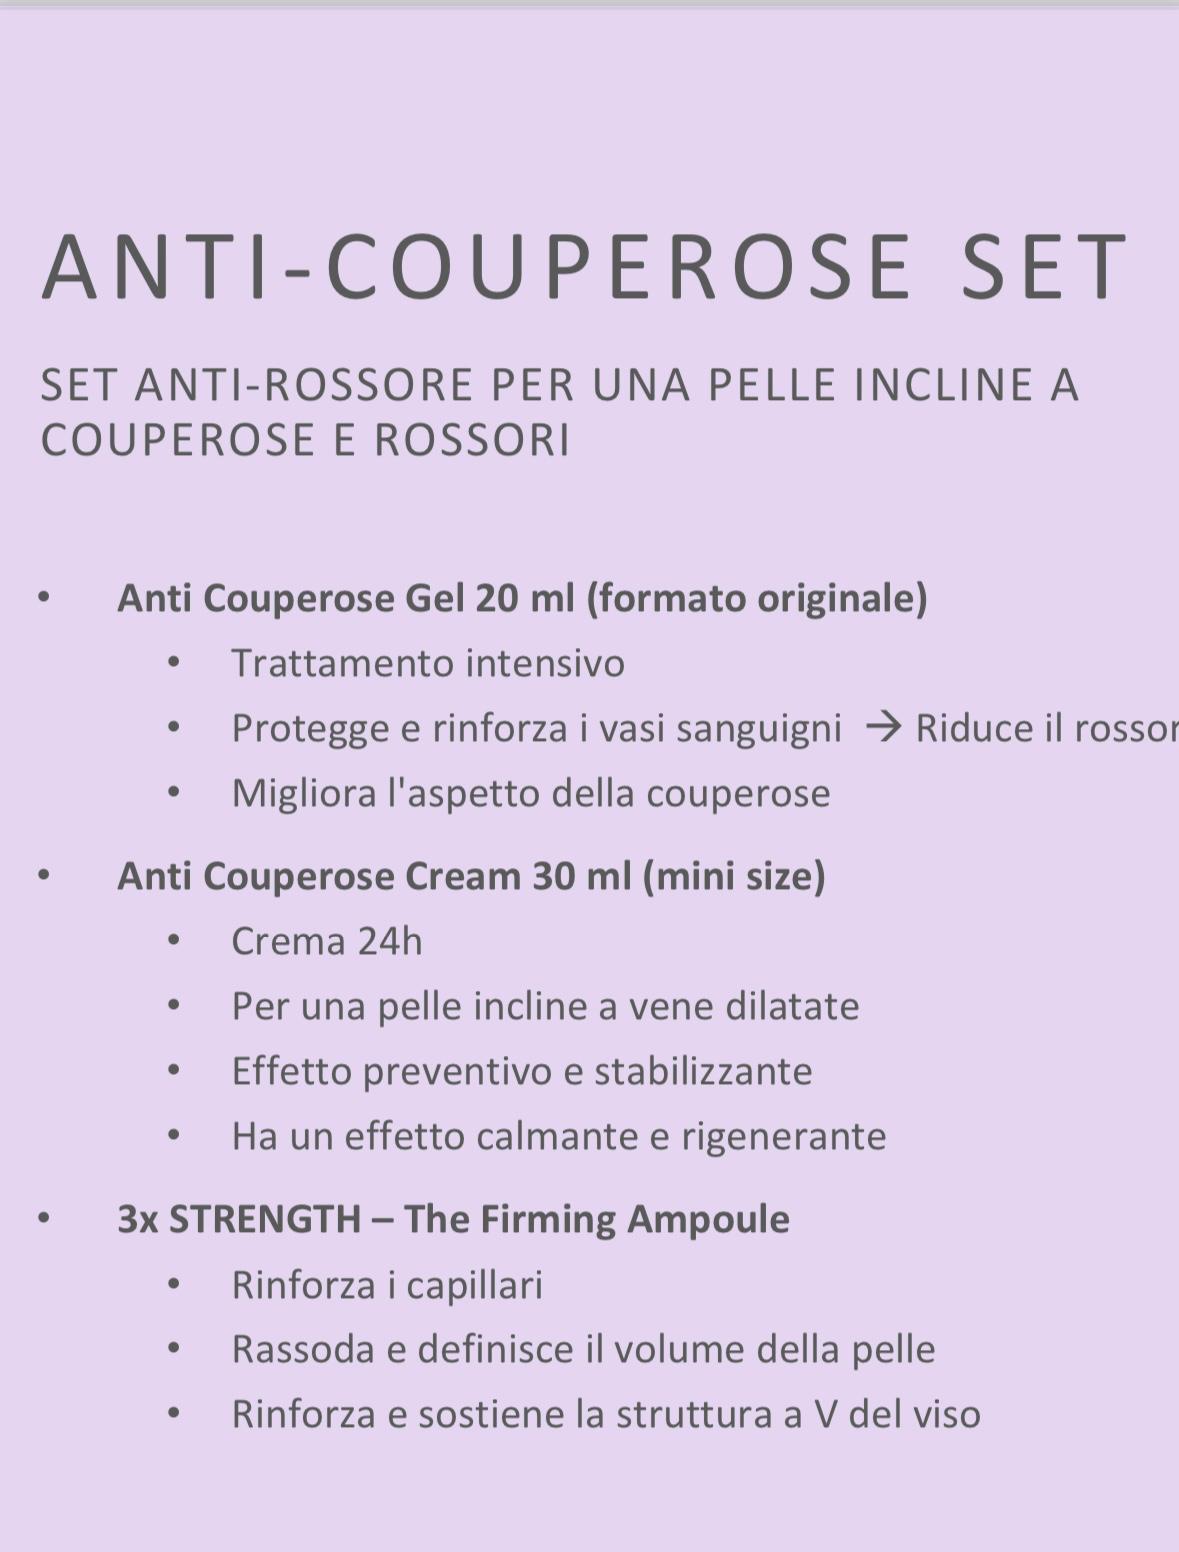 ANTI-COUPEROSE SET
SET ANTI-ROSSORE PER UNA PELLE INCLINE A
COUPEROSE E ROSSORI
• Anti Couperose Gel 20 ml (formato originale)
• Trattamento intensivo
• Protegge e rinforza i vasi sanguigni → Riduce il
• Migliora l'aspetto della couperose
• Anti Couperose Cream 30 ml (mini size)
• Crema 24h
• Per una pelle incline a vene dilatate
• Effetto preventivo e stabilizzante
• Ha un effetto calmante e rigenerante
• 3x STRENGTH – The Firming Ampoule
• Rinforza i capillari
• Rassoda e definisce il volume della pelle
• Rinforza e sostiene la struttura a V del viso